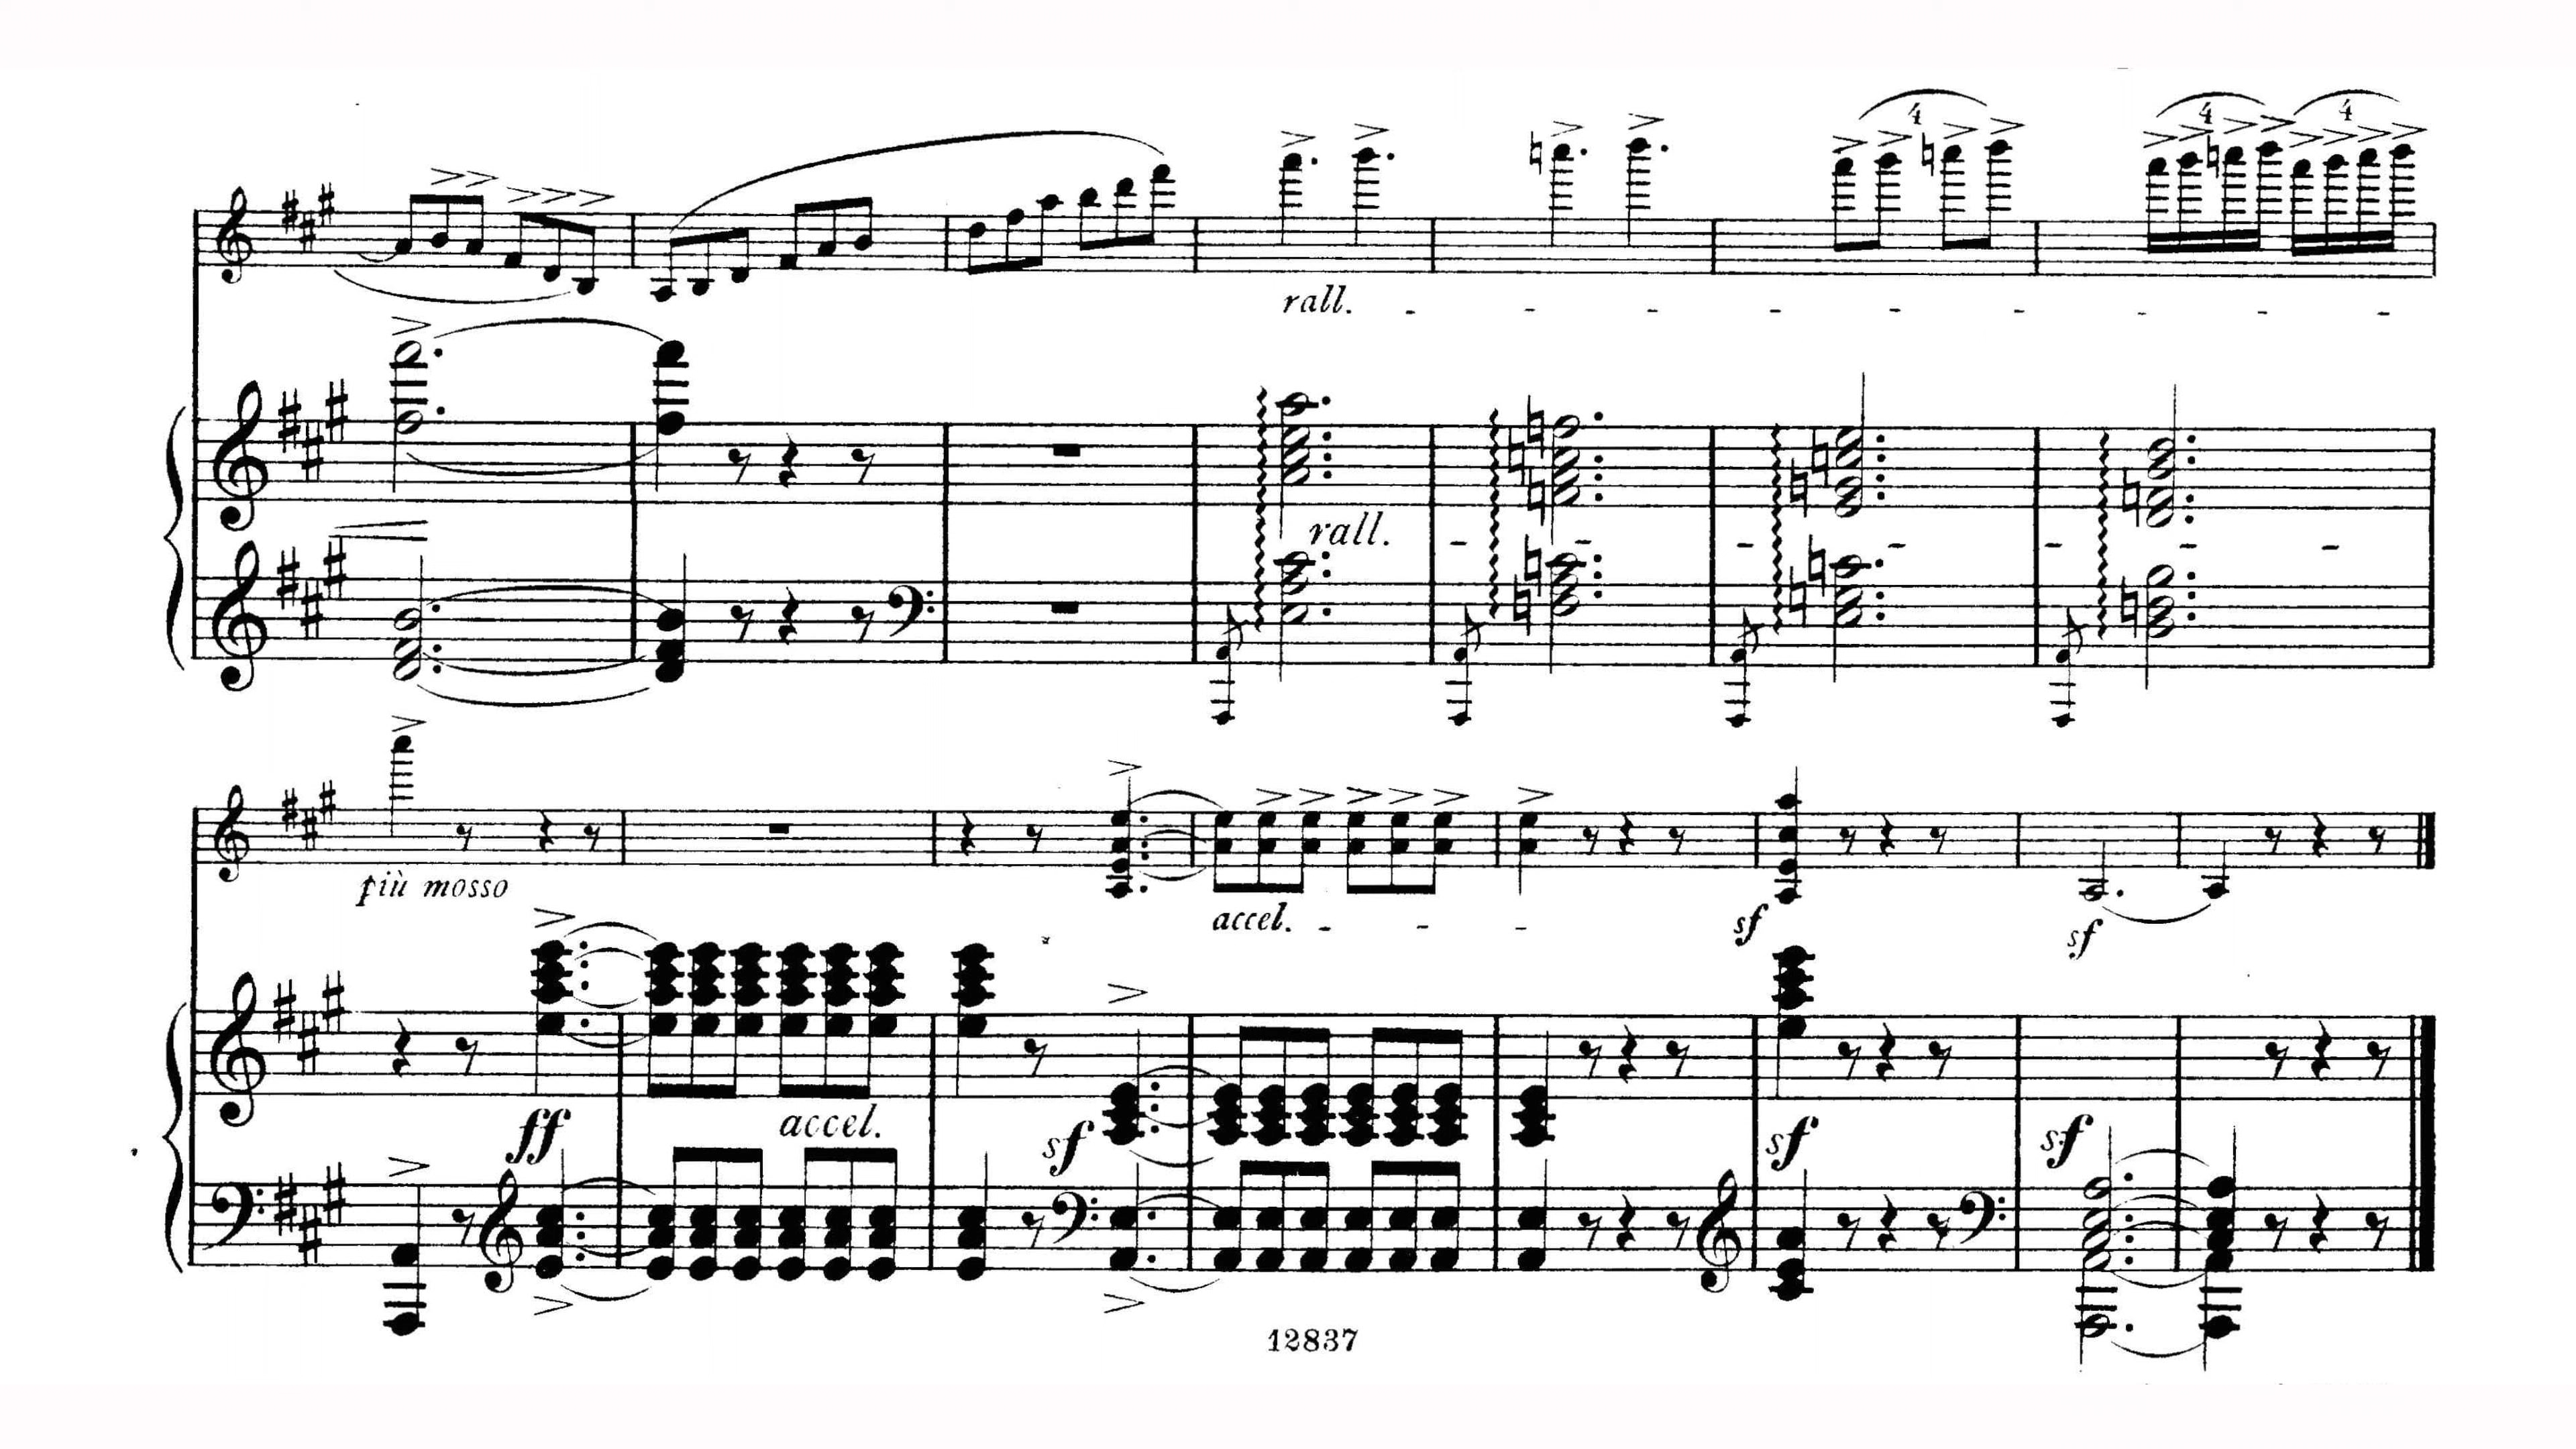 4 4 4
rall. - - - - - - - - -
rall. - - - - - - -
più mosso
accel. - - -
sf
sf
ff
accel.
sf
sf
sf
12837